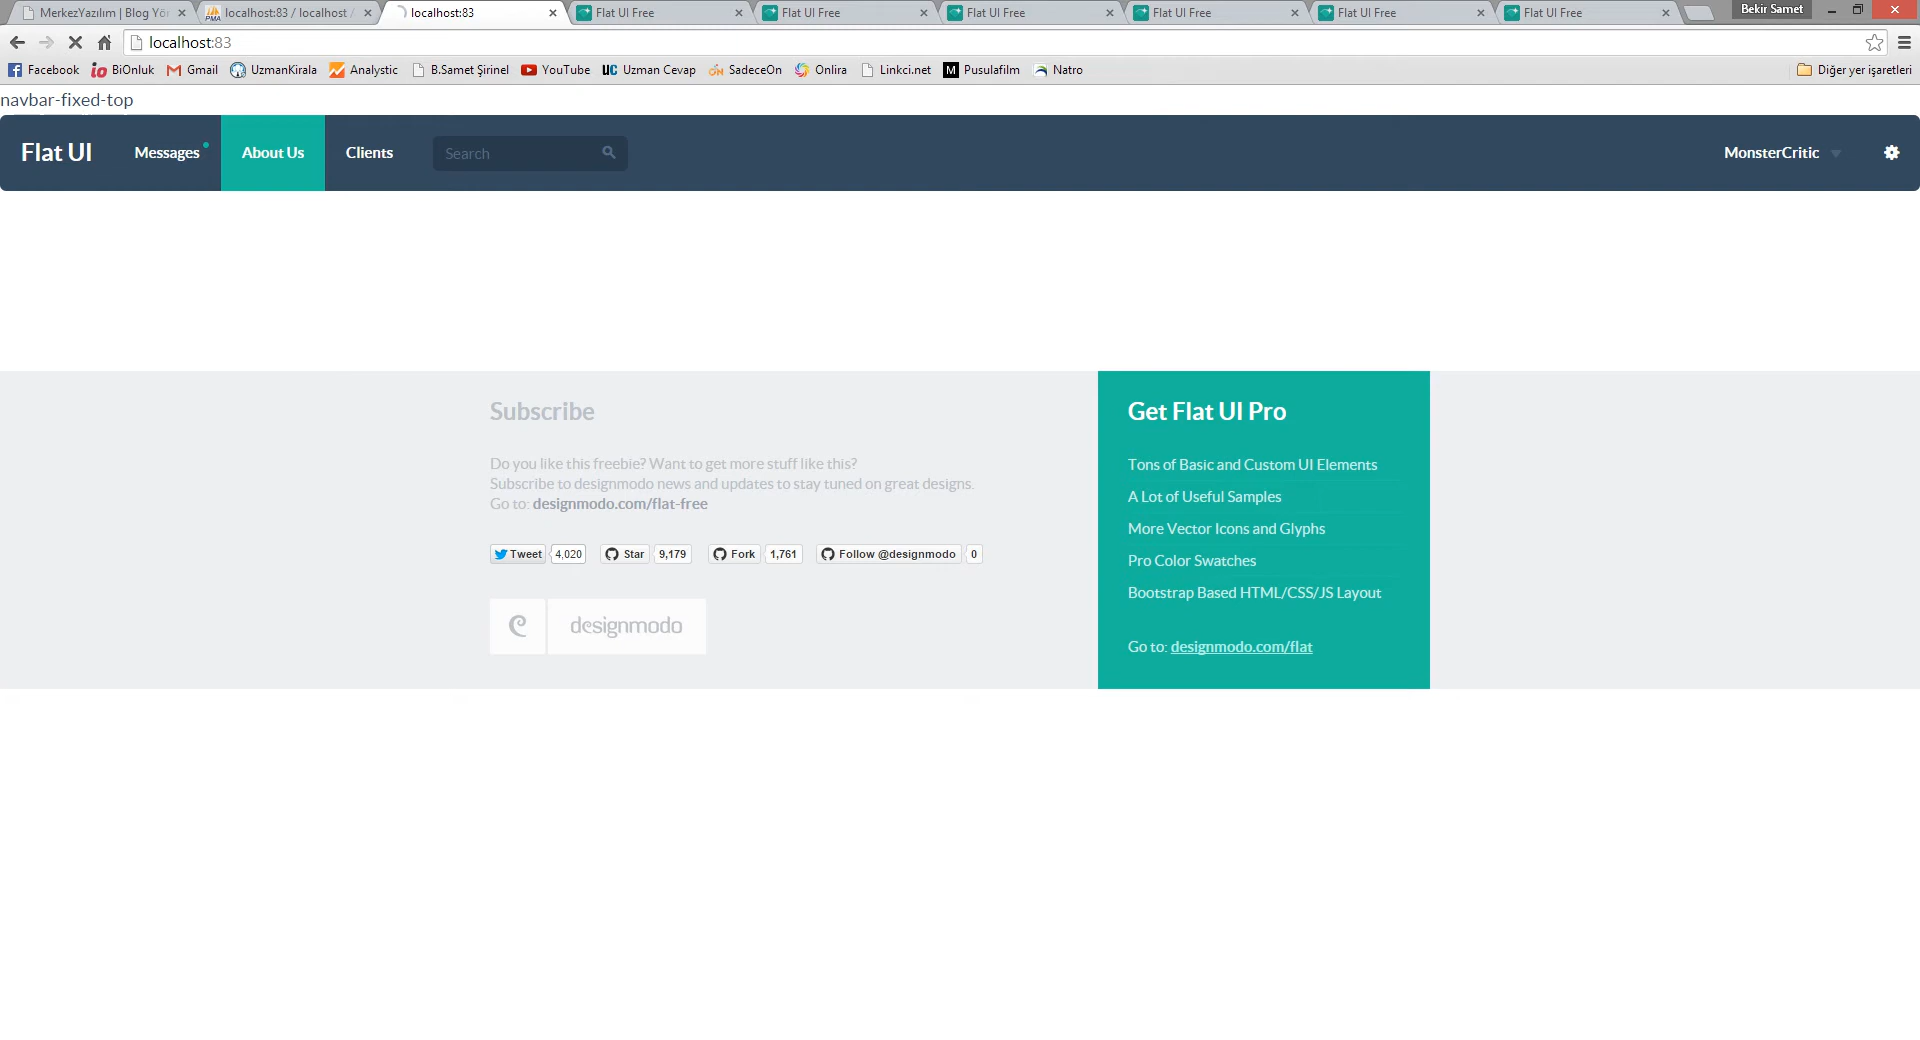 MerkezYazılım | Blog Yör
localhost:83 / localhost /
localhost:83
Flat UI Free
Flat UI Free
Flat UI Free
Flat UI Free
Flat UI Free
Flat UI Free
Bekir Samet
localhost:83
Facebook
BiOnluk
Gmail
UzmanKirala
Analystic
B.Samet Şirinel
YouTube
UC Uzman Cevap
SadeceOn
Onlira
Linkci.net
M Pusulafilm
Natro
Diğer yer işaretleri
navbar-fixed-top
Flat UI
Messages
About Us
Clients
Search
MonsterCritic
Subscribe
Do you like this freebie? Want to get more stuff like this?
Subscribe to designmodo news and updates to stay tuned on great designs.
Go to: designmodo.com/flat-free
Tweet 4,020
Star 9,179
Fork 1,761
Follow @designmodo 0
designmodo
Get Flat UI Pro
Tons of Basic and Custom UI Elements
A Lot of Useful Samples
More Vector Icons and Glyphs
Pro Color Swatches
Bootstrap Based HTML/CSS/JS Layout
Go to: designmodo.com/flat